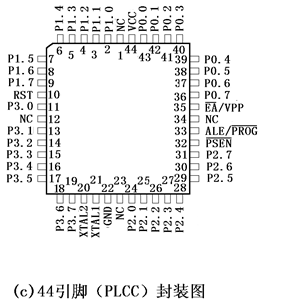 P1.4 P1.3 P1.2 P1.1 P1.0 NC VCC P0.0 P0.1 P0.2 P0.3
6 5 4 3 2 1 44 43 42 41 40
P1.5 7 39 P0.4
P1.6 8 38 P0.5
P1.7 9 37 P0.6
RST 10 36 P0.7
P3.0 11 35 EA/VPP
NC 12 34 NC
P3.1 13 33 ALE/PROG
P3.2 14 32 PSEN
P3.3 15 31 P2.7
P3.4 16 30 P2.6
P3.5 17 29 P2.5
18 19 20 21 22 23 24 25 26 27 28
P3.6 P3.7 XTAL2 XTAL1 GND NC P2.0 P2.1 P2.2 P2.3 P2.4
(c)44引脚（PLCC）封装图